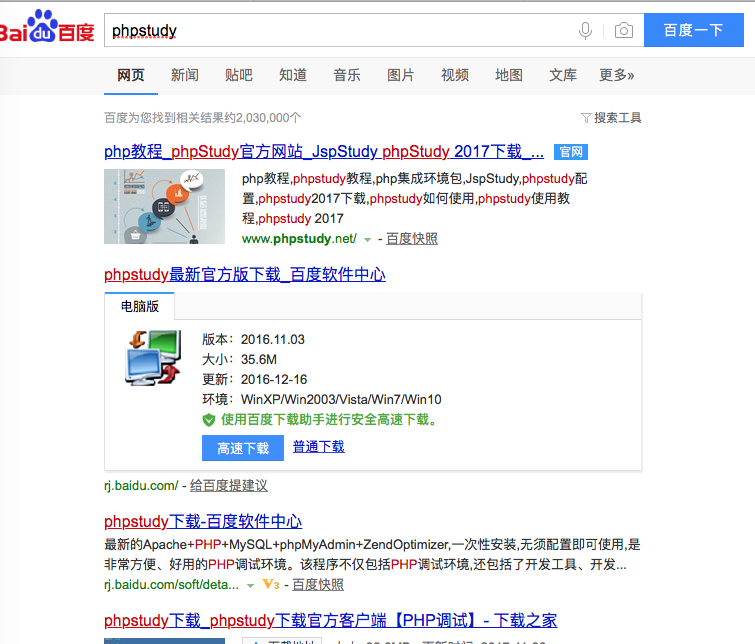 Bai du 百度 phpstudy 百度一下
网页 新闻 贴吧 知道 音乐 图片 视频 地图 文库 更多»
百度为您找到相关结果约2,030,000个 搜索工具
php教程_phpStudy官方网站_JspStudy phpStudy 2017下载_... 官网
php教程,phpstudy教程,php集成环境包,JspStudy,phpstudy配
置,phpstudy2017下载,phpstudy如何使用,phpstudy使用教
程,phpstudy 2017
www.phpstudy.net/ - 百度快照
phpstudy最新官方版下载_百度软件中心
电脑版
版本：2016.11.03
大小：35.6M
更新：2016-12-16
环境：WinXP/Win2003/Vista/Win7/Win10
使用百度下载助手进行安全高速下载。
高速下载 普通下载
rj.baidu.com/ - 给百度提建议
phpstudy下载-百度软件中心
最新的Apache+PHP+MySQL+phpMyAdmin+ZendOptimizer,一次性安装,无须配置即可使用,是
非常方便、好用的PHP调试环境。该程序不仅包括PHP调试环境,还包括了开发工具、开发...
rj.baidu.com/soft/deta... V3 - 百度快照
phpstudy下载_phpstudy下载官方客户端【PHP调试】- 下载之家